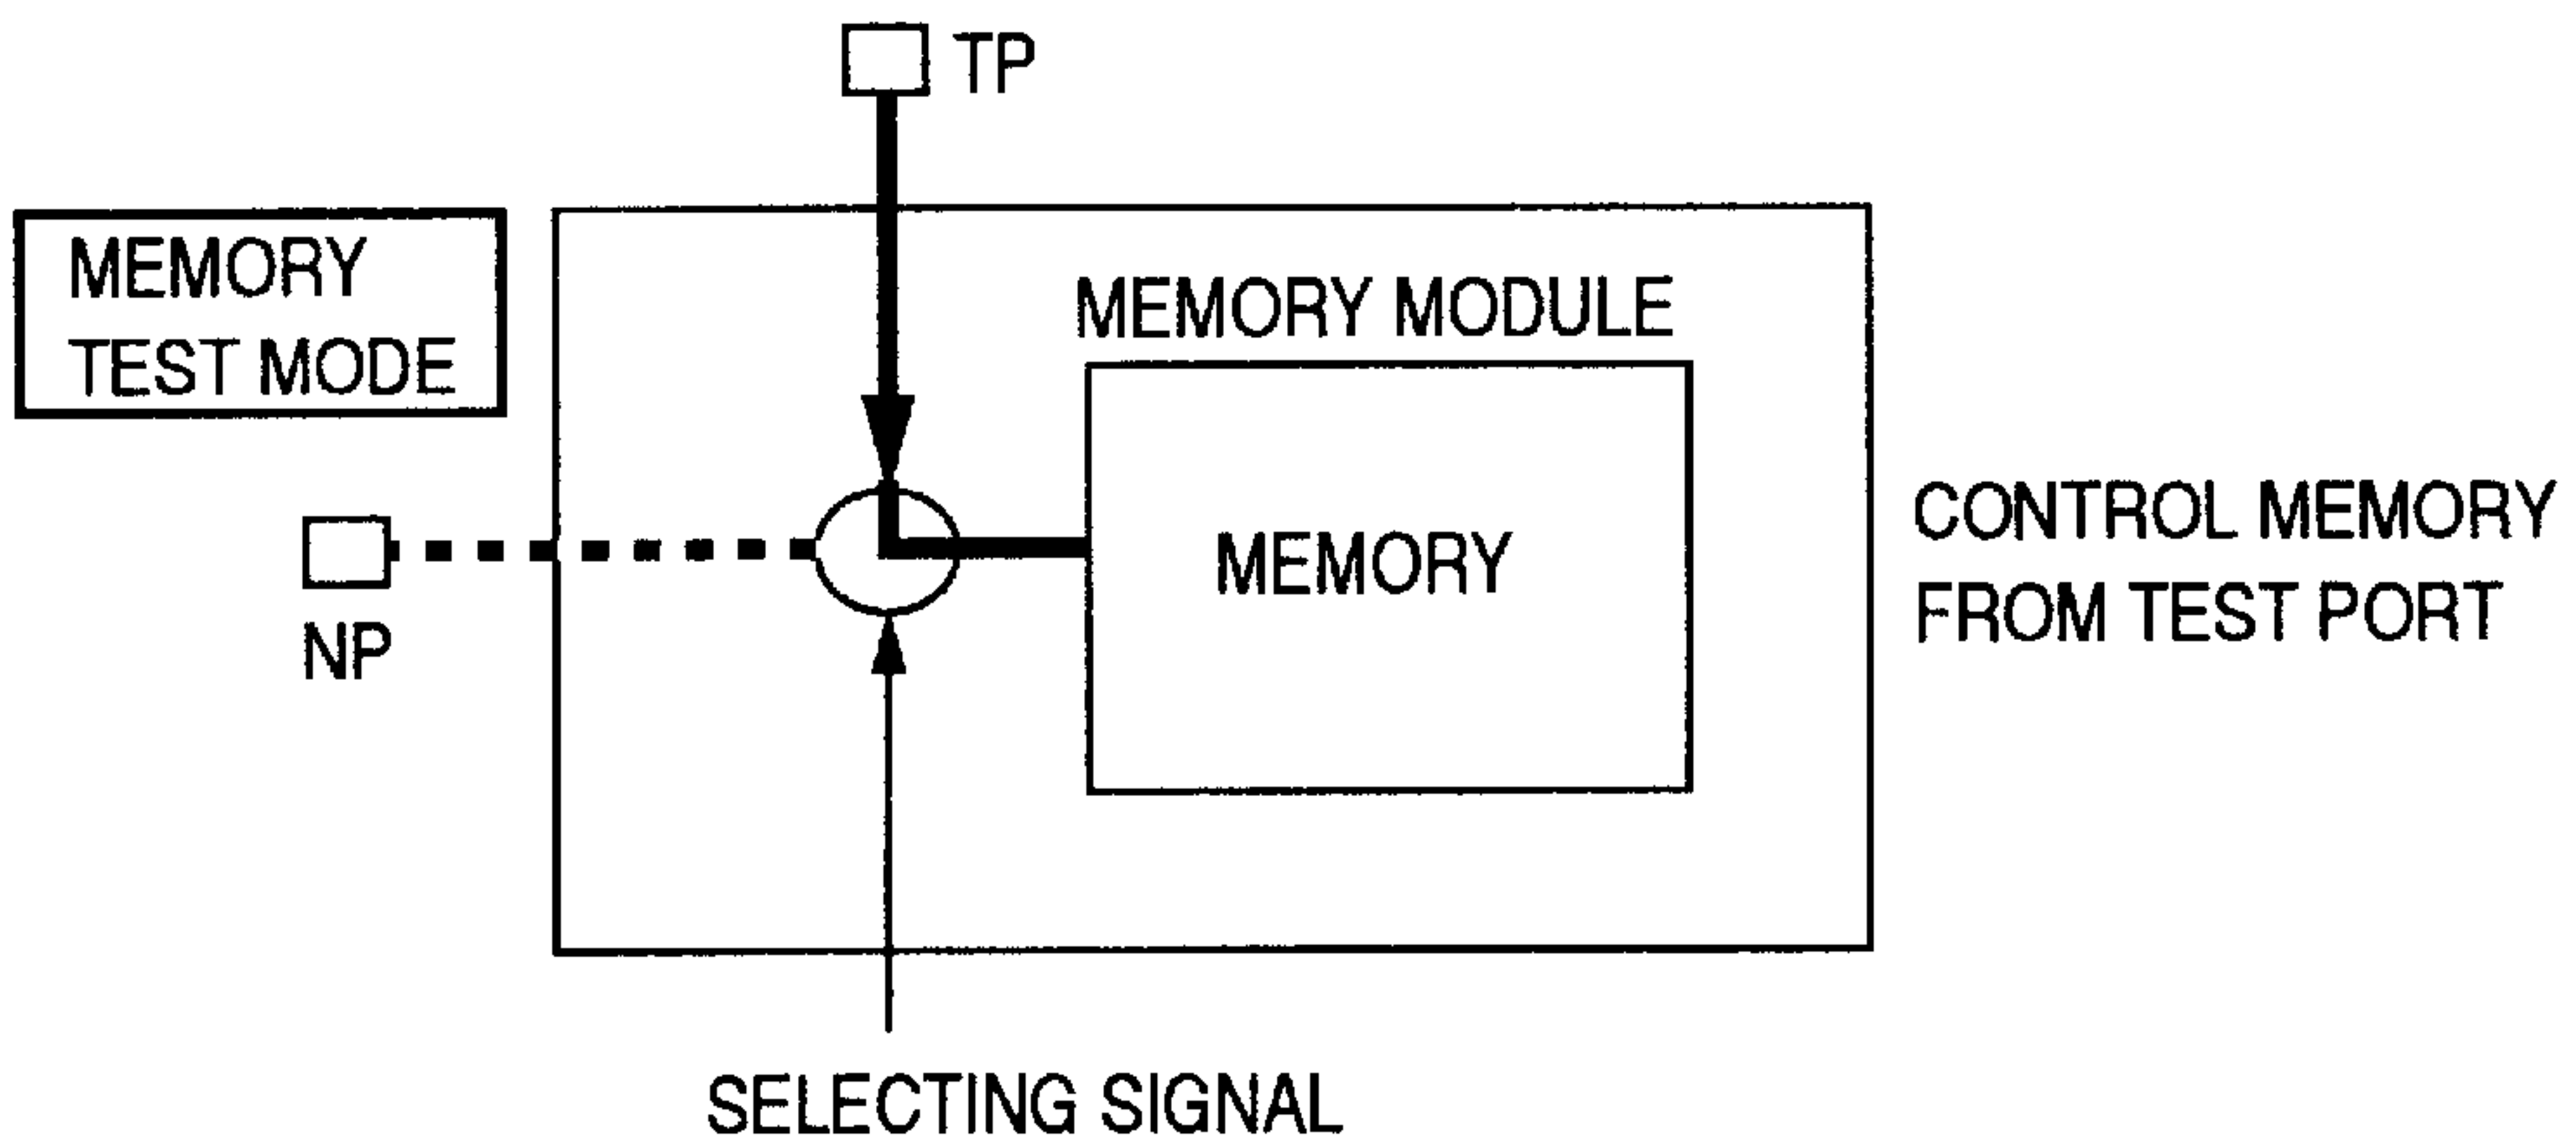 TP
MEMORY
TEST MODE
MEMORY MODULE
MEMORY
CONTROL MEMORY
FROM TEST PORT
NP
SELECTING SIGNAL